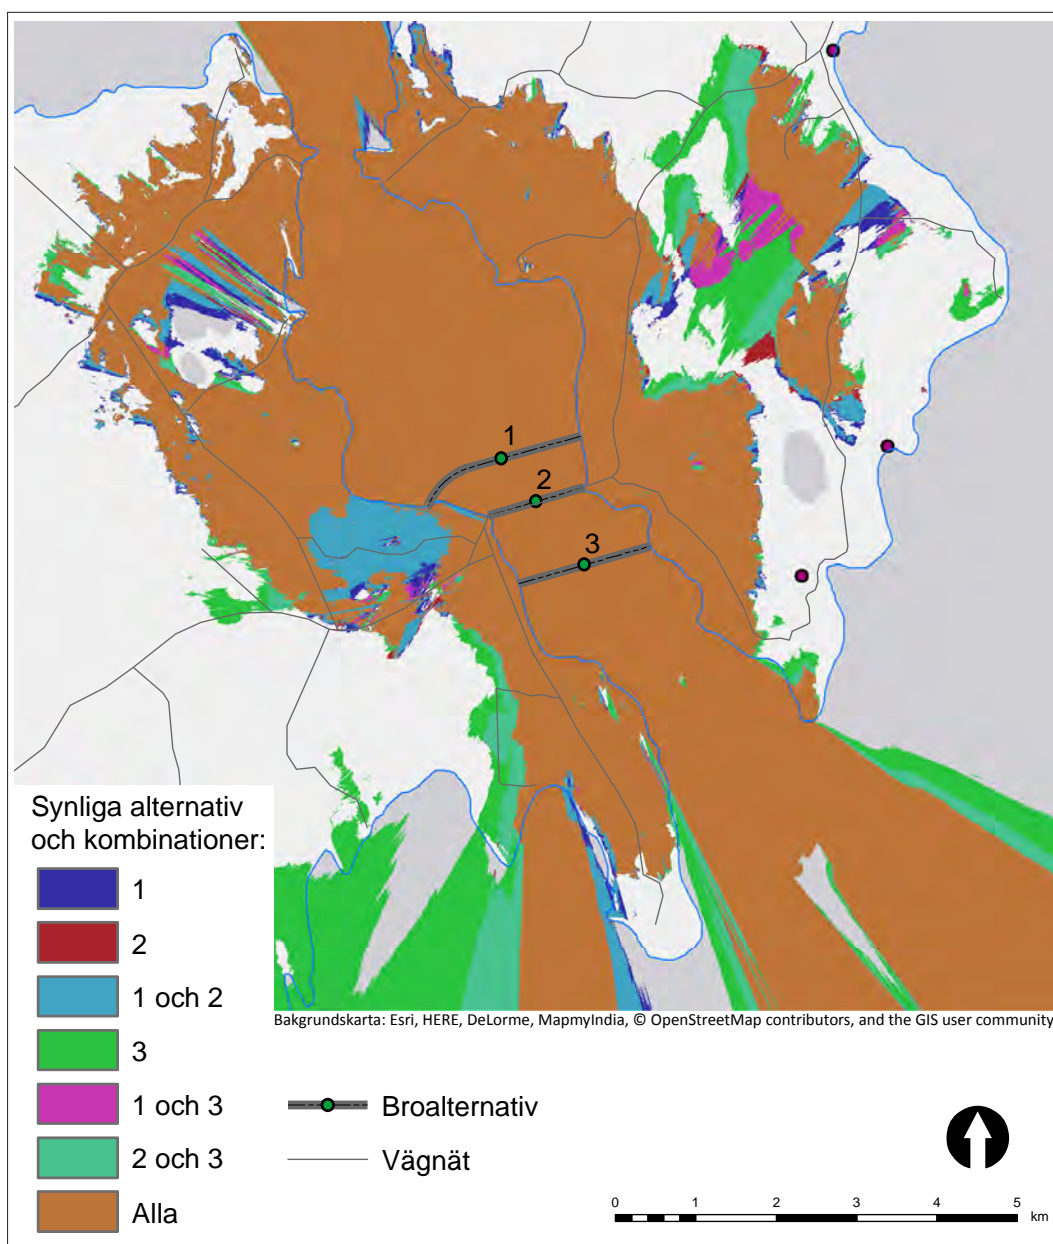 1
2
3
Synliga alternativ
och kombinationer:
1
2
1 och 2
3
1 och 3
2 och 3
Alla
Bakgrundskarta: Esri, HERE, DeLorme, MapmyIndia, © OpenStreetMap contributors, and the GIS user community
Broalternativ
Vägnät
0 1 2 3 4 5
km